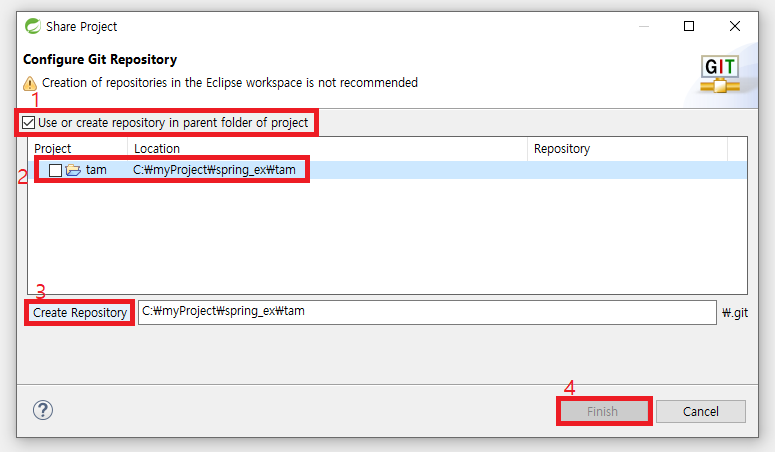 Share Project
Configure Git Repository
GIT
Creation of repositories in the Eclipse workspace is not recommended
1
Use or create repository in parent folder of project
Project Location Repository
2
tam C:₩myProject₩spring_ex₩tam
3
Create Repository C:₩myProject₩spring_ex₩tam ₩.git
4
? Finish Cancel